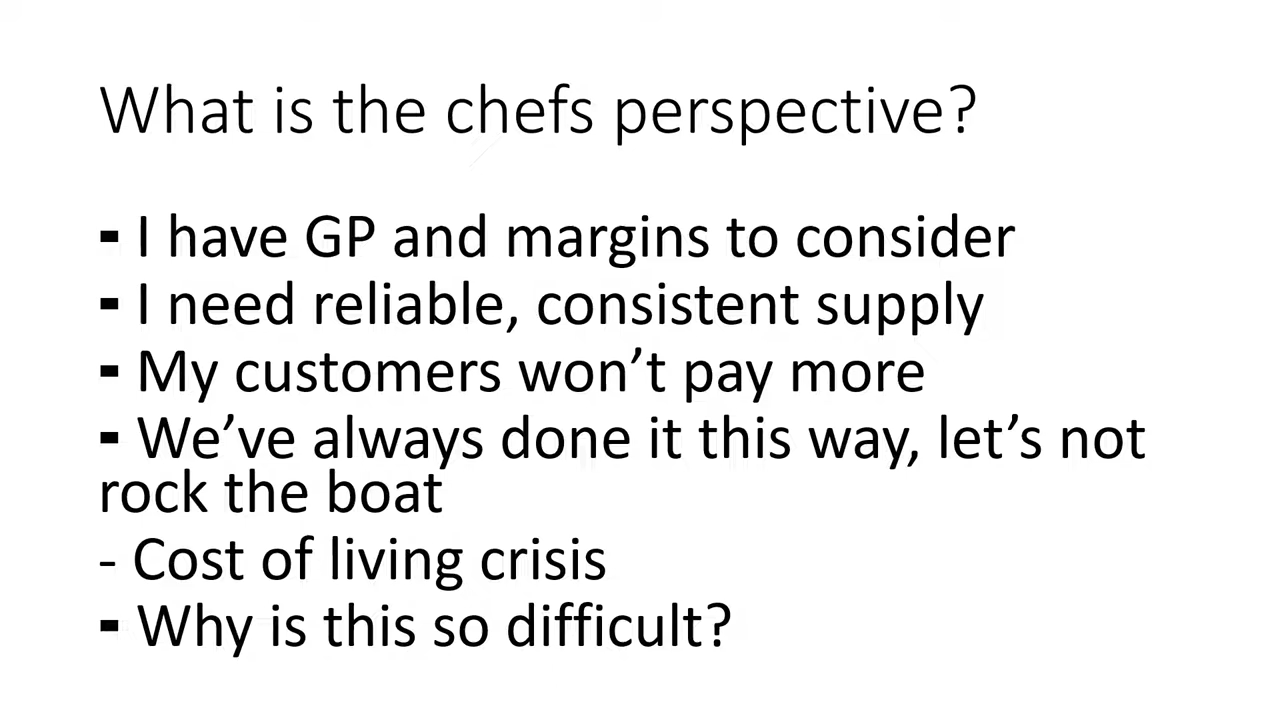 What is the chefs perspective?
- I have GP and margins to consider
- I need reliable, consistent supply
- My customers won’t pay more
- We’ve always done it this way, let’s not
rock the boat
- Cost of living crisis
- Why is this so difficult?